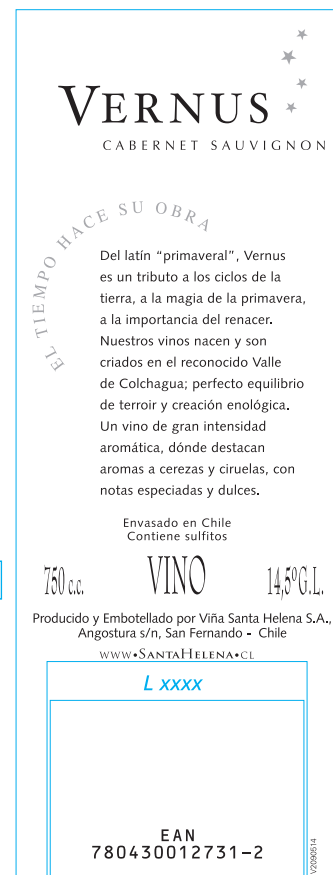 VERNUS
CABERNET SAUVIGNON
EL TIEMPO HACE SU OBRA
Del latín “primaveral”, Vernus
es un tributo a los ciclos de la
tierra, a la magia de la primavera,
a la importancia del renacer.
Nuestros vinos nacen y son
criados en el reconocido Valle
de Colchagua; perfecto equilibrio
de terroir y creación enológica.
Un vino de gran intensidad
aromática, dónde destacan
aromas a cerezas y ciruelas, con
notas especiadas y dulces.
Envasado en Chile
Contiene sulfitos
750 c.c. VINO 14,5ºG.L.
Producido y Embotellado por Viña Santa Helena S.A.,
Angostura s/n, San Fernando - Chile
WWW•SANTAHELENA•CL
L xxxx
EAN
780430012731-2
V2090514